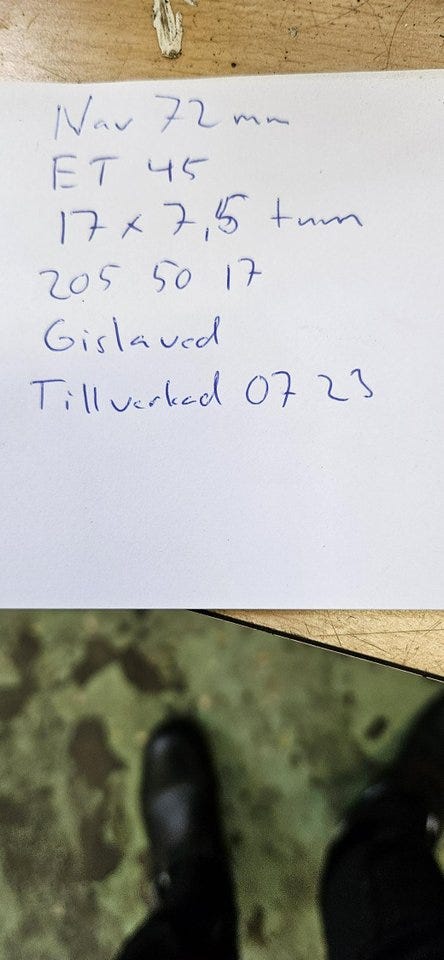 Nav 72 mm
ET 45
17 x 7,5 tum
205 50 17
Gislaved
Tillverkad 07 23